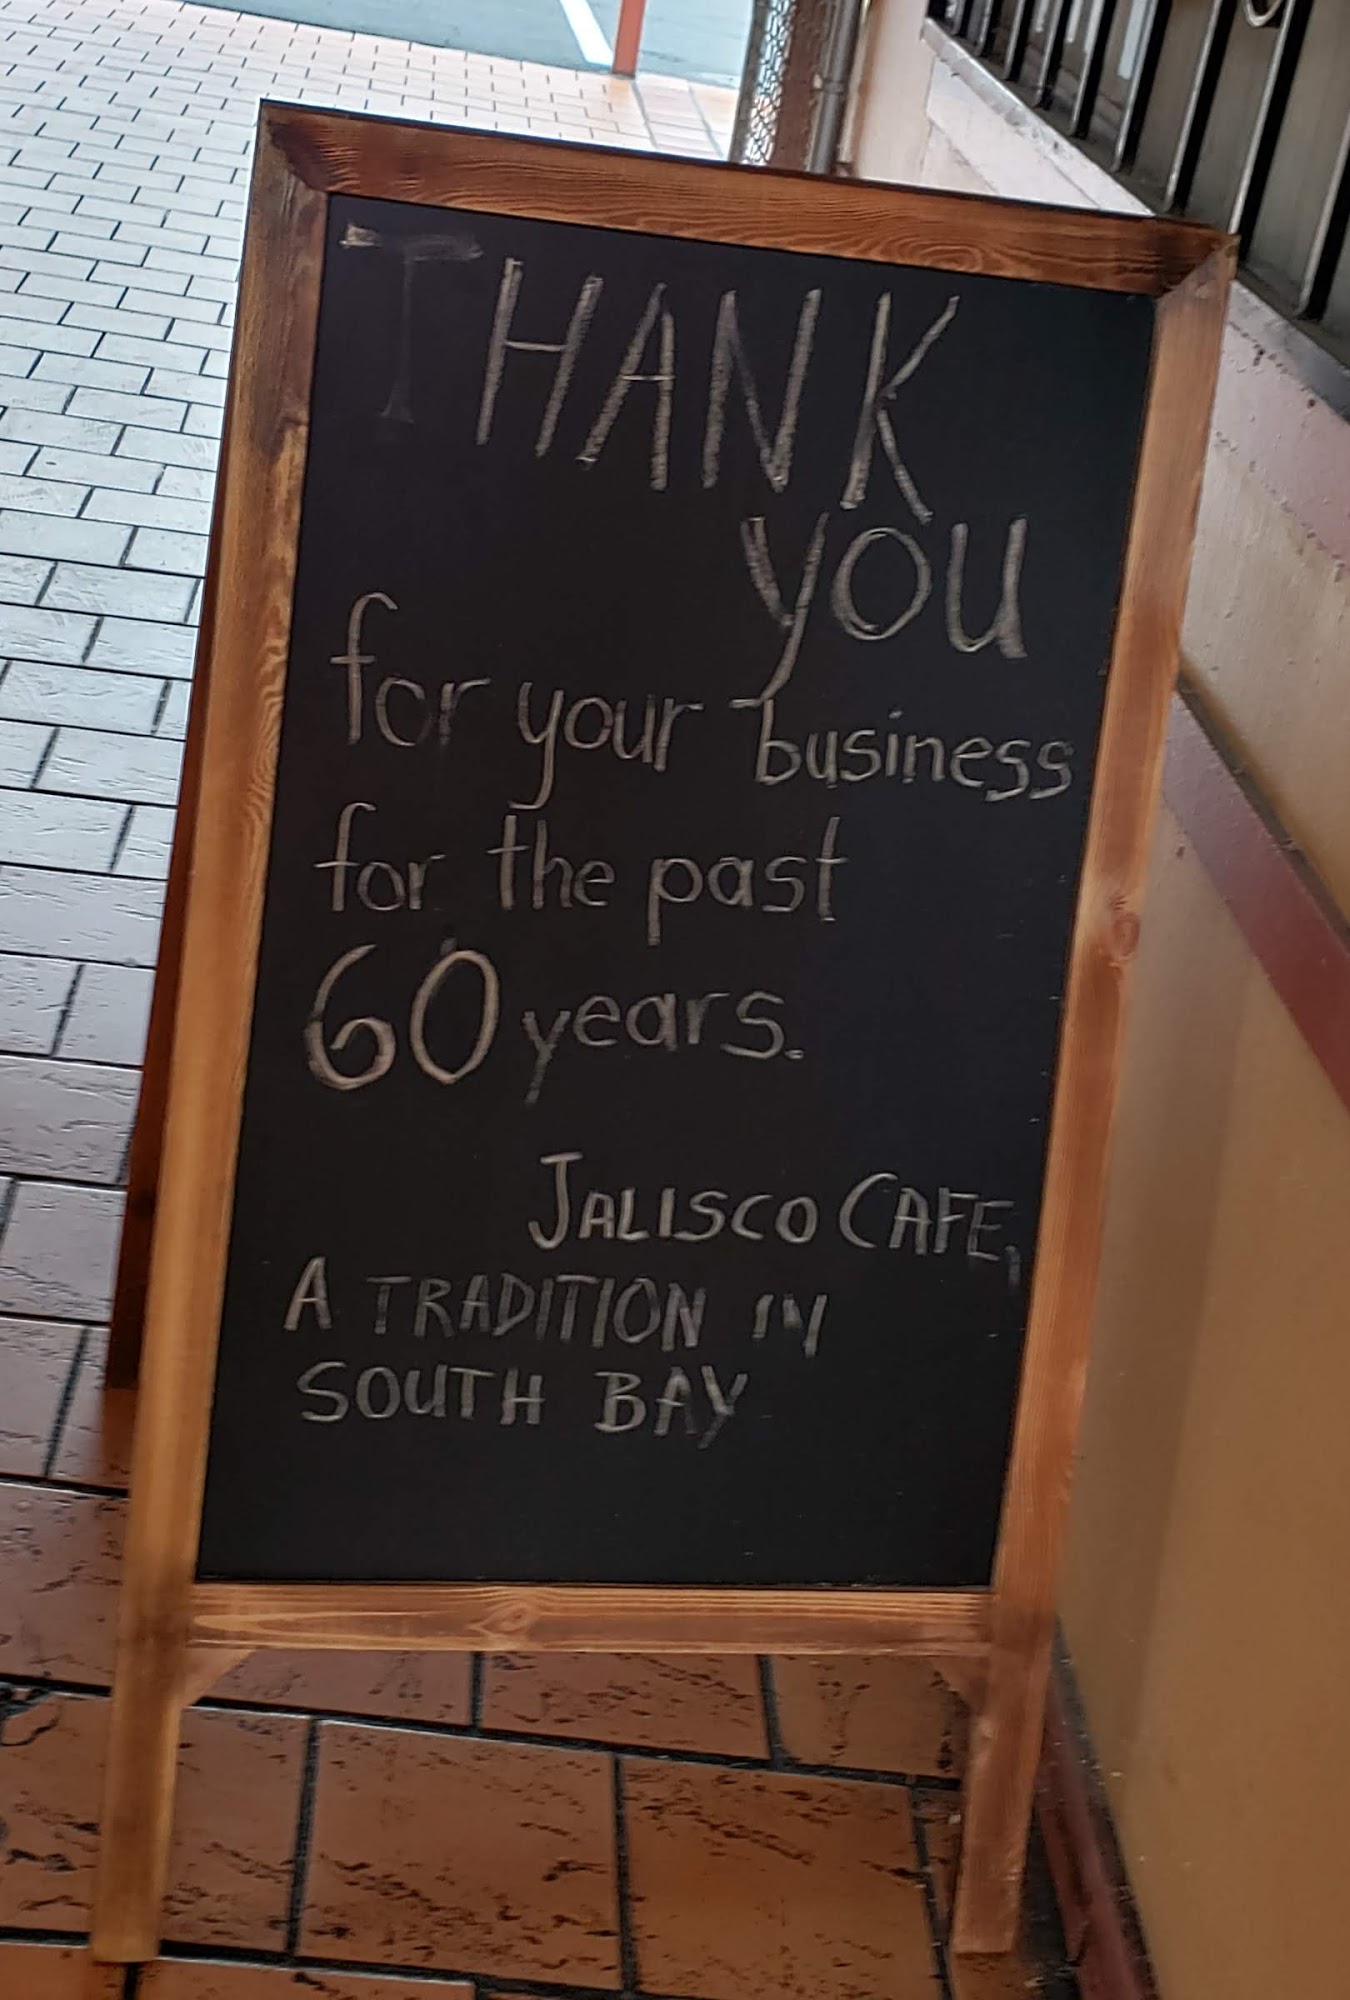 THANK
you
for your business
for the past
60 years.
JALISCO CAFE,
A TRADITION IN
SOUTH BAY